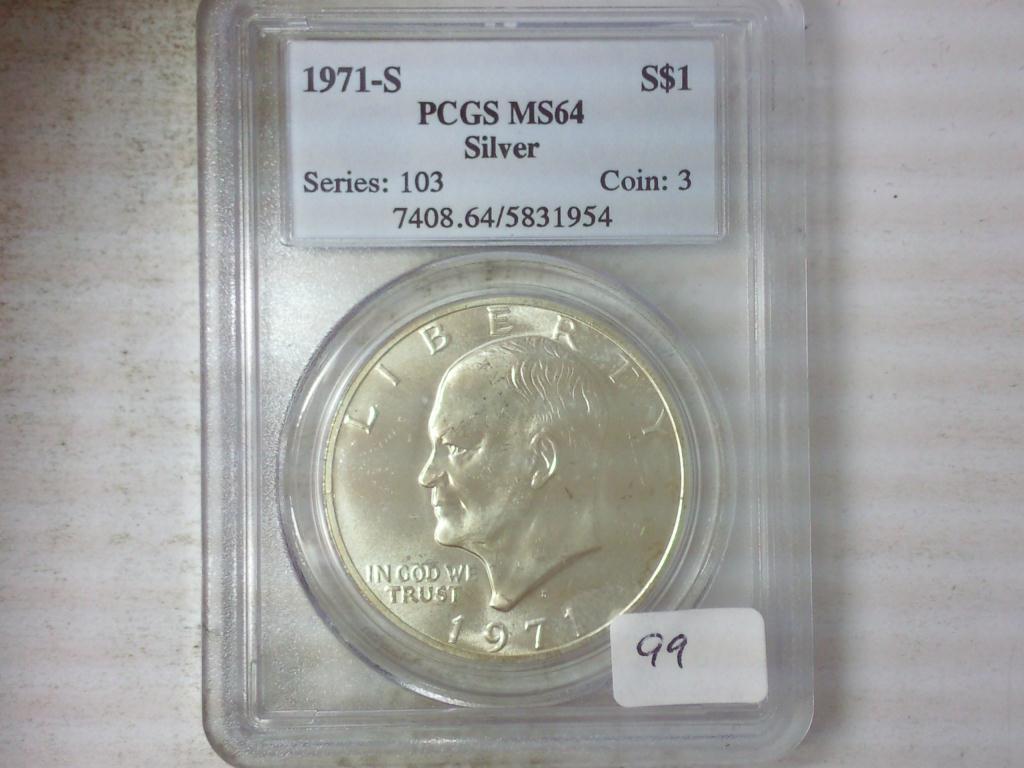 1971-S S$1
PCGS MS64
Silver
Series: 103 Coin: 3
7408.64/5831954
LIBERTY
IN GOD WE
TRUST
S
1971
99